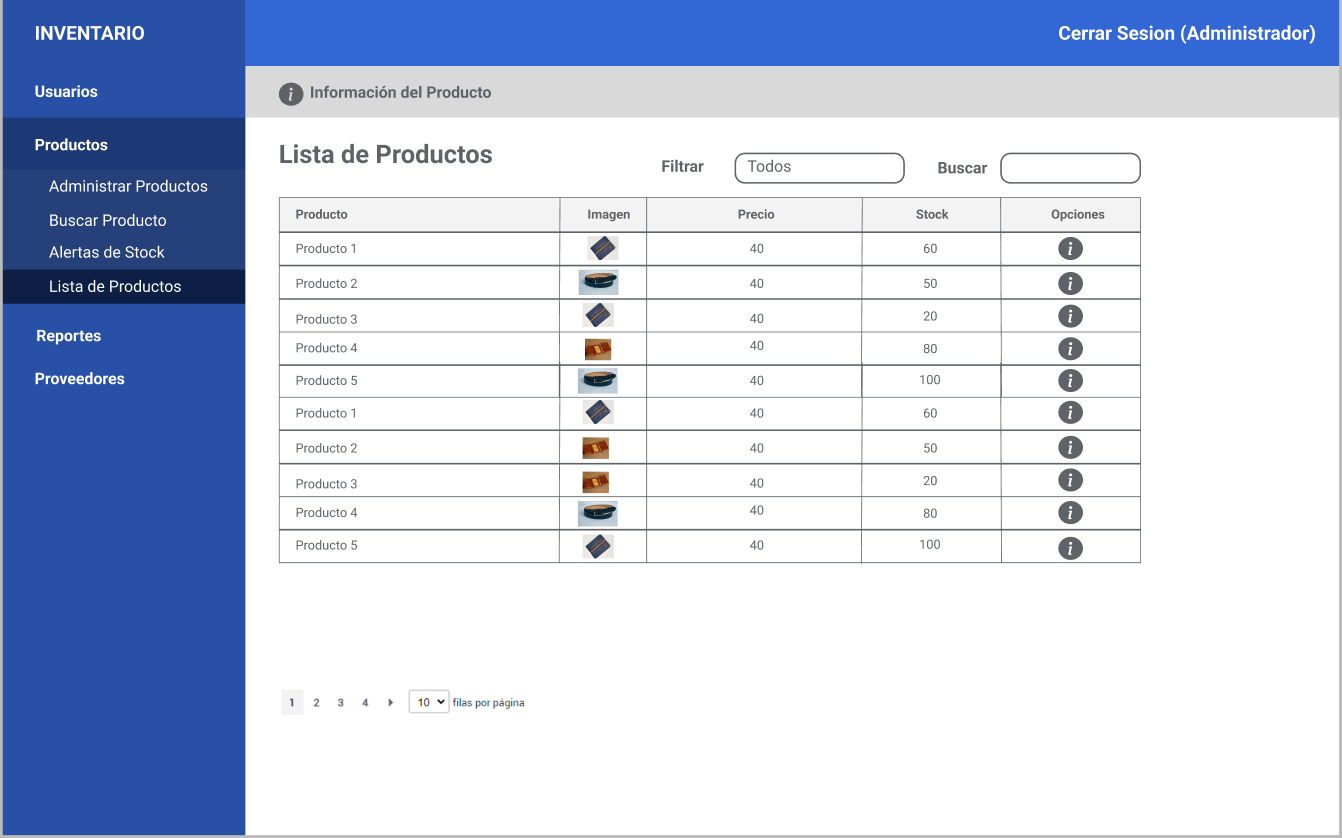 INVENTARIO
Cerrar Sesion (Administrador)
Usuarios
Productos
Administrar Productos
Buscar Producto
Alertas de Stock
Lista de Productos
Reportes
Proveedores
i Información del Producto
Lista de Productos
Filtrar Todos Buscar
Producto Imagen Precio Stock Opciones
Producto 1 40 60 i
Producto 2 40 50 i
Producto 3 40 20 i
Producto 4 40 80 i
Producto 5 40 100 i
Producto 1 40 60 i
Producto 2 40 50 i
Producto 3 40 20 i
Producto 4 40 80 i
Producto 5 40 100 i
1 2 3 4 10 filas por página